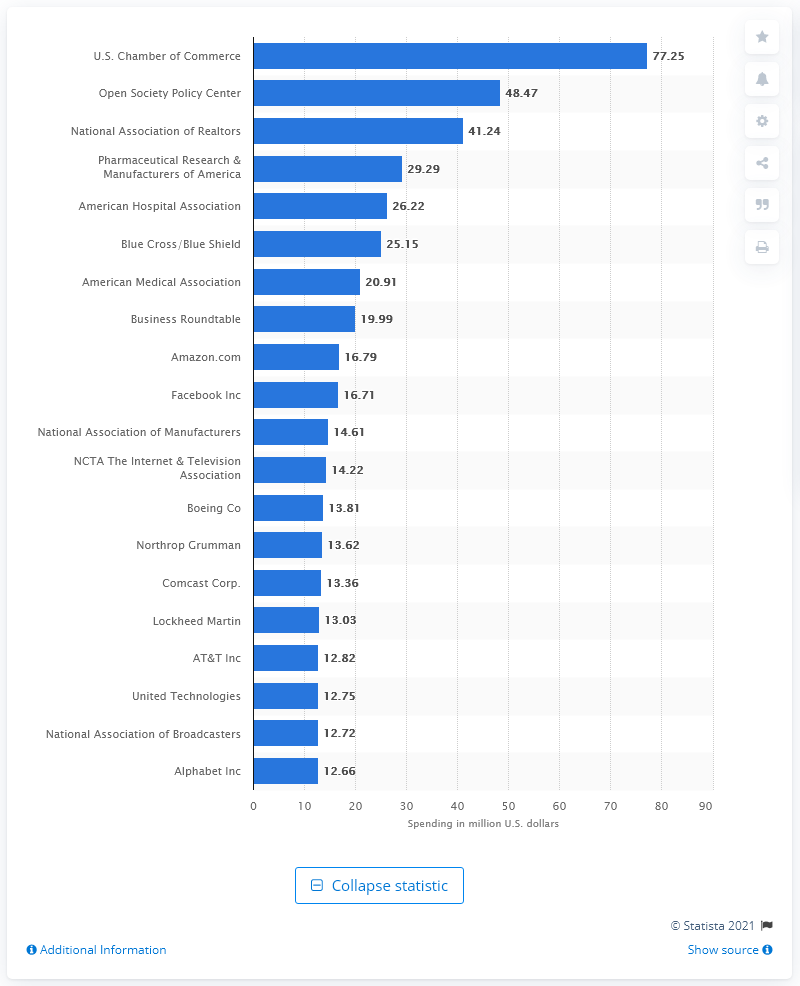 U.S. Chamber of Commerce 77.25
Open Society Policy Center 48.47
National Association of Realtors 41.24
Pharmaceutical Research &
Manufacturers of America 29.29
American Hospital Association 26.22
Blue Cross/Blue Shield 25.15
American Medical Association 20.91
Business Roundtable 19.99
Amazon.com 16.79
Facebook Inc 16.71
National Association of Manufacturers 14.61
NCTA The Internet & Television
Association 14.22
Boeing Co 13.81
Northrop Grumman 13.62
Comcast Corp. 13.36
Lockheed Martin 13.03
AT&T Inc 12.82
United Technologies 12.75
National Association of Broadcasters 12.72
Alphabet Inc 12.66
0 10 20 30 40 50 60 70 80 90
Spending in million U.S. dollars
Collapse statistic
© Statista 2021
Additional Information
Show source